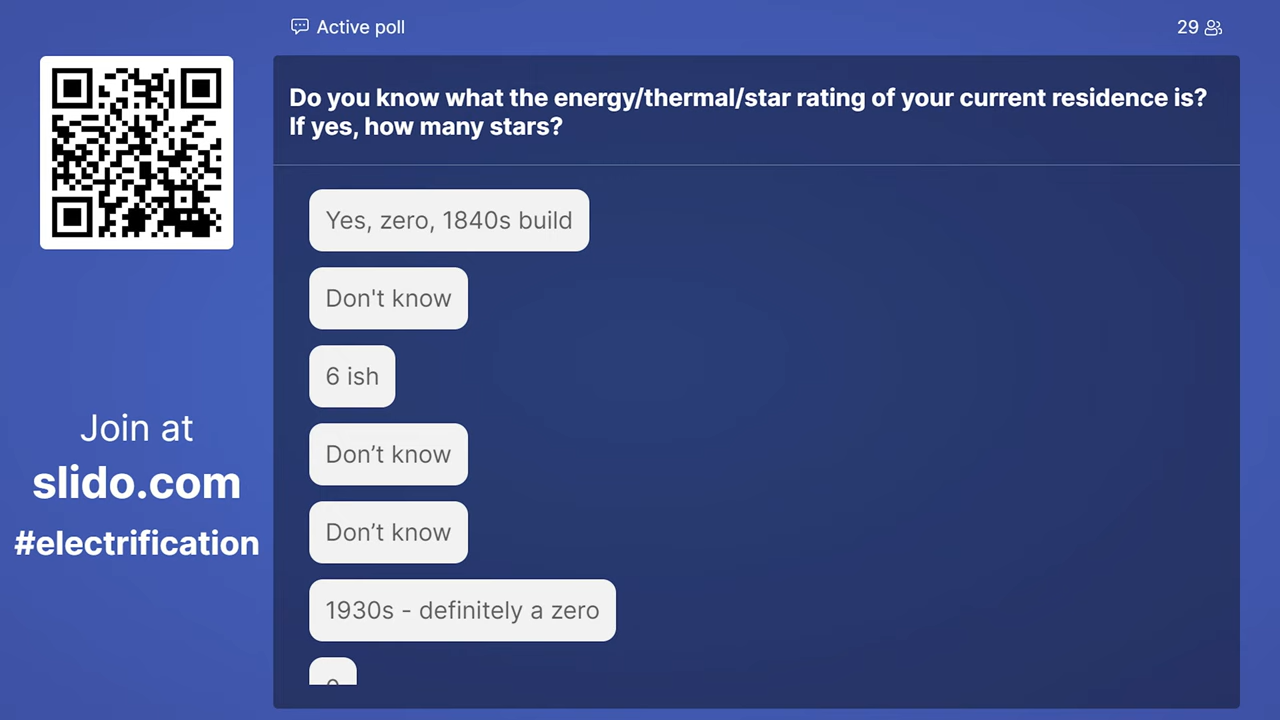 Active poll
29
Do you know what the energy/thermal/star rating of your current residence is?
If yes, how many stars?
Yes, zero, 1840s build
Don't know
6 ish
Don’t know
Don’t know
1930s - definitely a zero
Join at
slido.com
#electrification